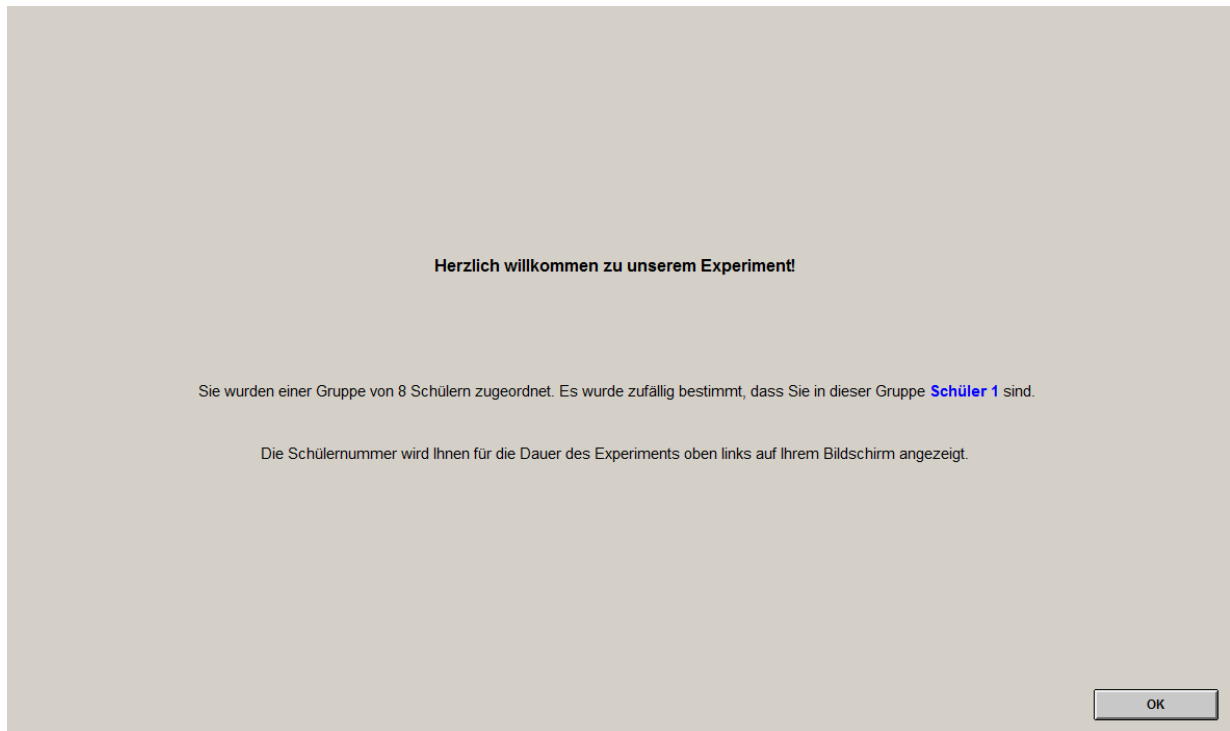 Herzlich willkommen zu unserem Experiment!
Sie wurden einer Gruppe von 8 Schülern zugeordnet. Es wurde zufällig bestimmt, dass Sie in dieser Gruppe Schüler 1 sind.
Die Schülernummer wird Ihnen für die Dauer des Experiments oben links auf Ihrem Bildschirm angezeigt.
OK